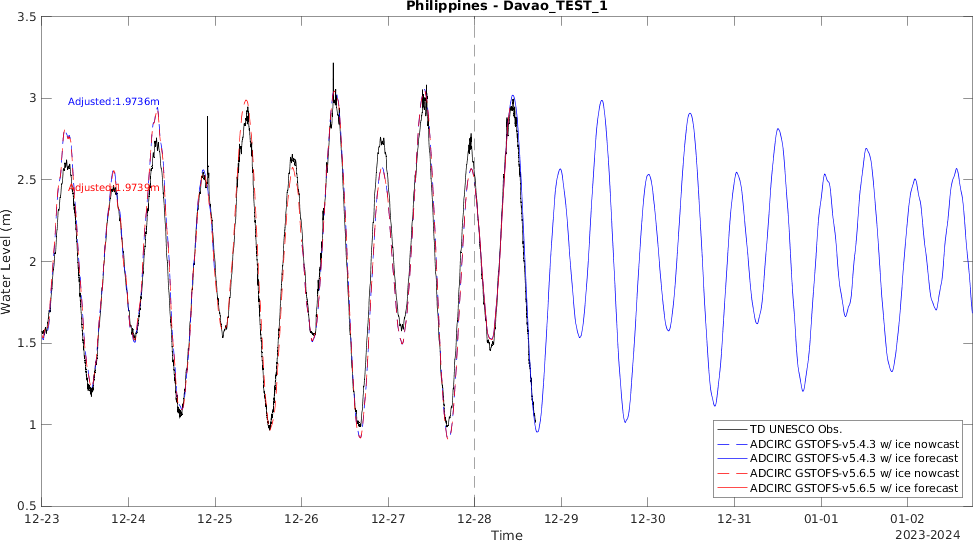 Philippines - Davao_TEST_1
3.5
3
2.5
2
1.5
1
0.5
Water Level (m)
Adjusted:1.9736m
Adjusted:1.9739m
TD UNESCO Obs.
ADCIRC GSTOFS-v5.4.3 w/ ice nowcast
ADCIRC GSTOFS-v5.4.3 w/ ice forecast
ADCIRC GSTOFS-v5.6.5 w/ ice nowcast
ADCIRC GSTOFS-v5.6.5 w/ ice forecast
12-23 12-24 12-25 12-26 12-27 12-28 12-29 12-30 12-31 01-01 01-02
Time
2023-2024